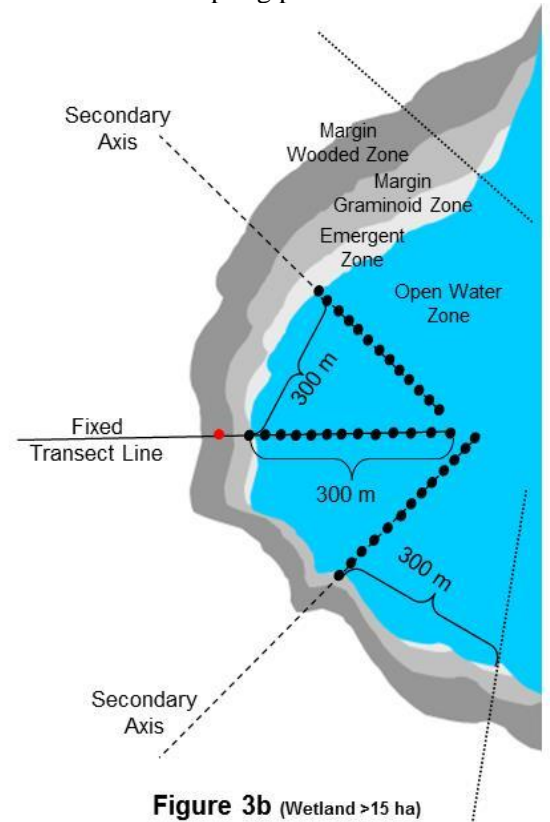 Secondary
Axis
Margin
Wooded Zone
Margin
Graminoid Zone
Emergent
Zone
Open Water
Zone
300 m
Fixed
Transect Line
300 m
300 m
Secondary
Axis
Figure 3b (Wetland >15 ha)